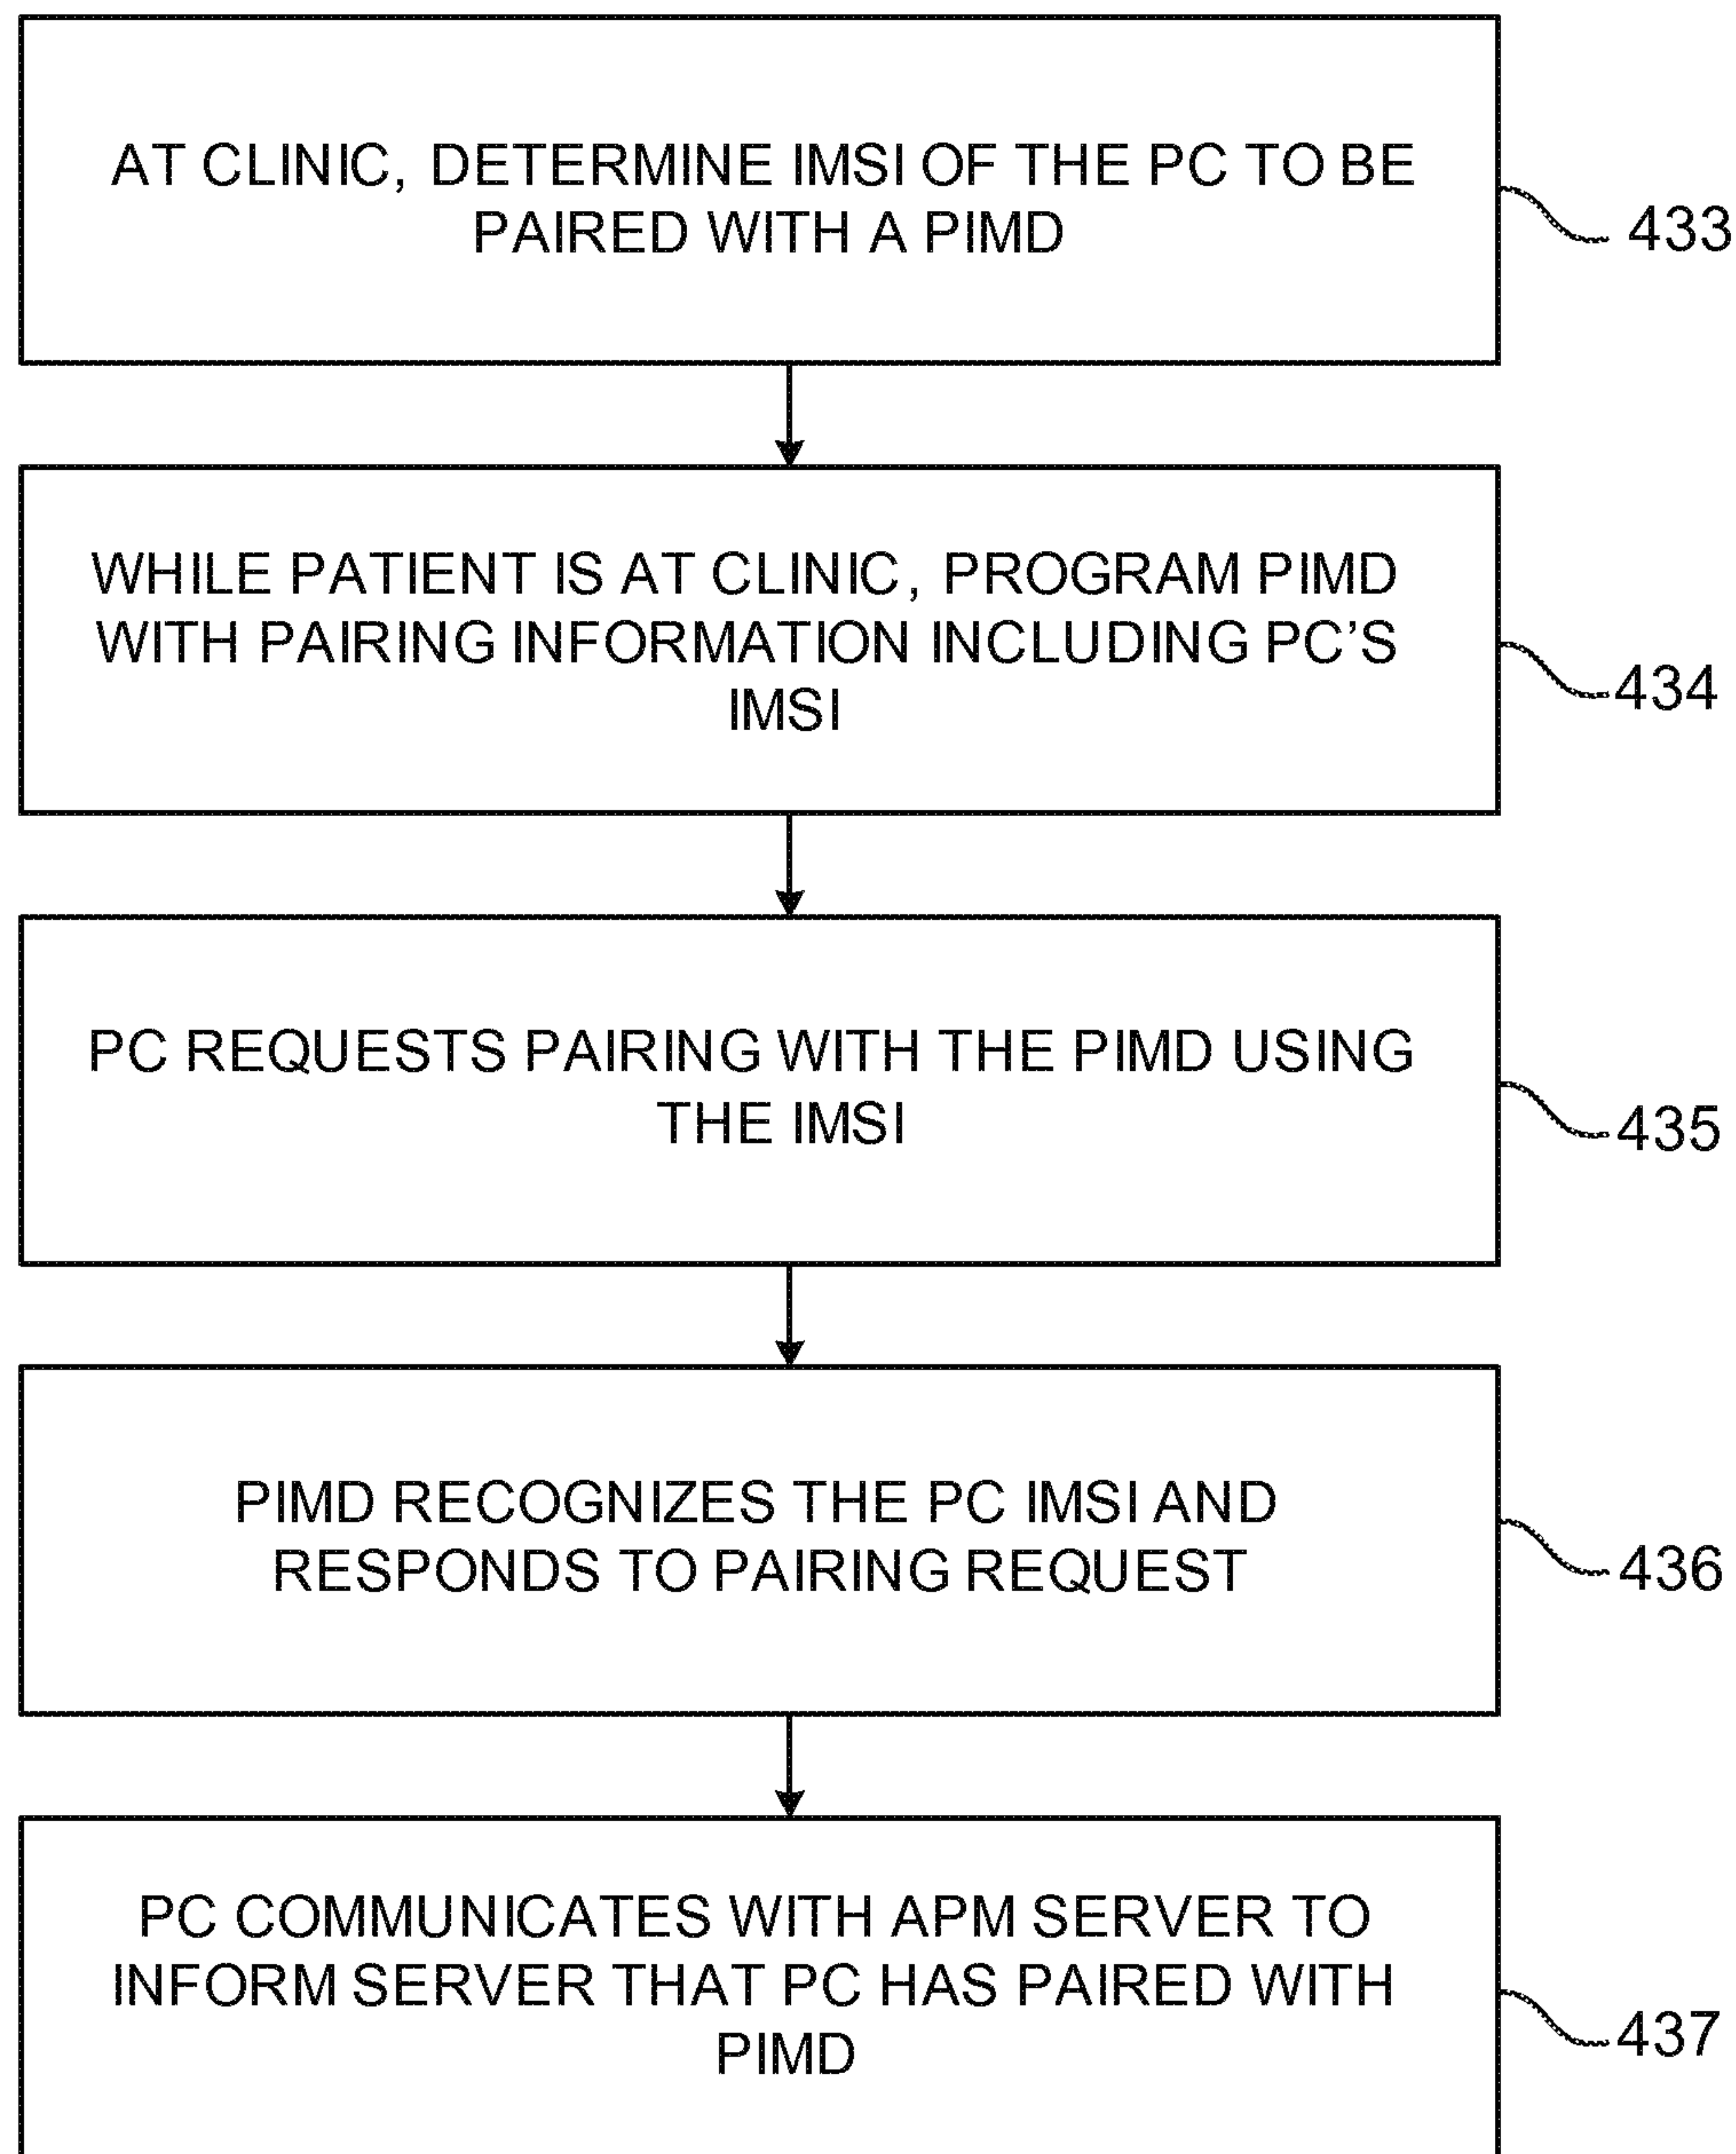 AT CLINIC, DETERMINE IMSI OF THE PC TO BE
PAIRED WITH A PIMD
433
WHILE PATIENT IS AT CLINIC, PROGRAM PIMD
WITH PAIRING INFORMATION INCLUDING PC’S
IMSI
434
PC REQUESTS PAIRING WITH THE PIMD USING
THE IMSI
435
PIMD RECOGNIZES THE PC IMSI AND
RESPONDS TO PAIRING REQUEST
436
PC COMMUNICATES WITH APM SERVER TO
INFORM SERVER THAT PC HAS PAIRED WITH
PIMD
437